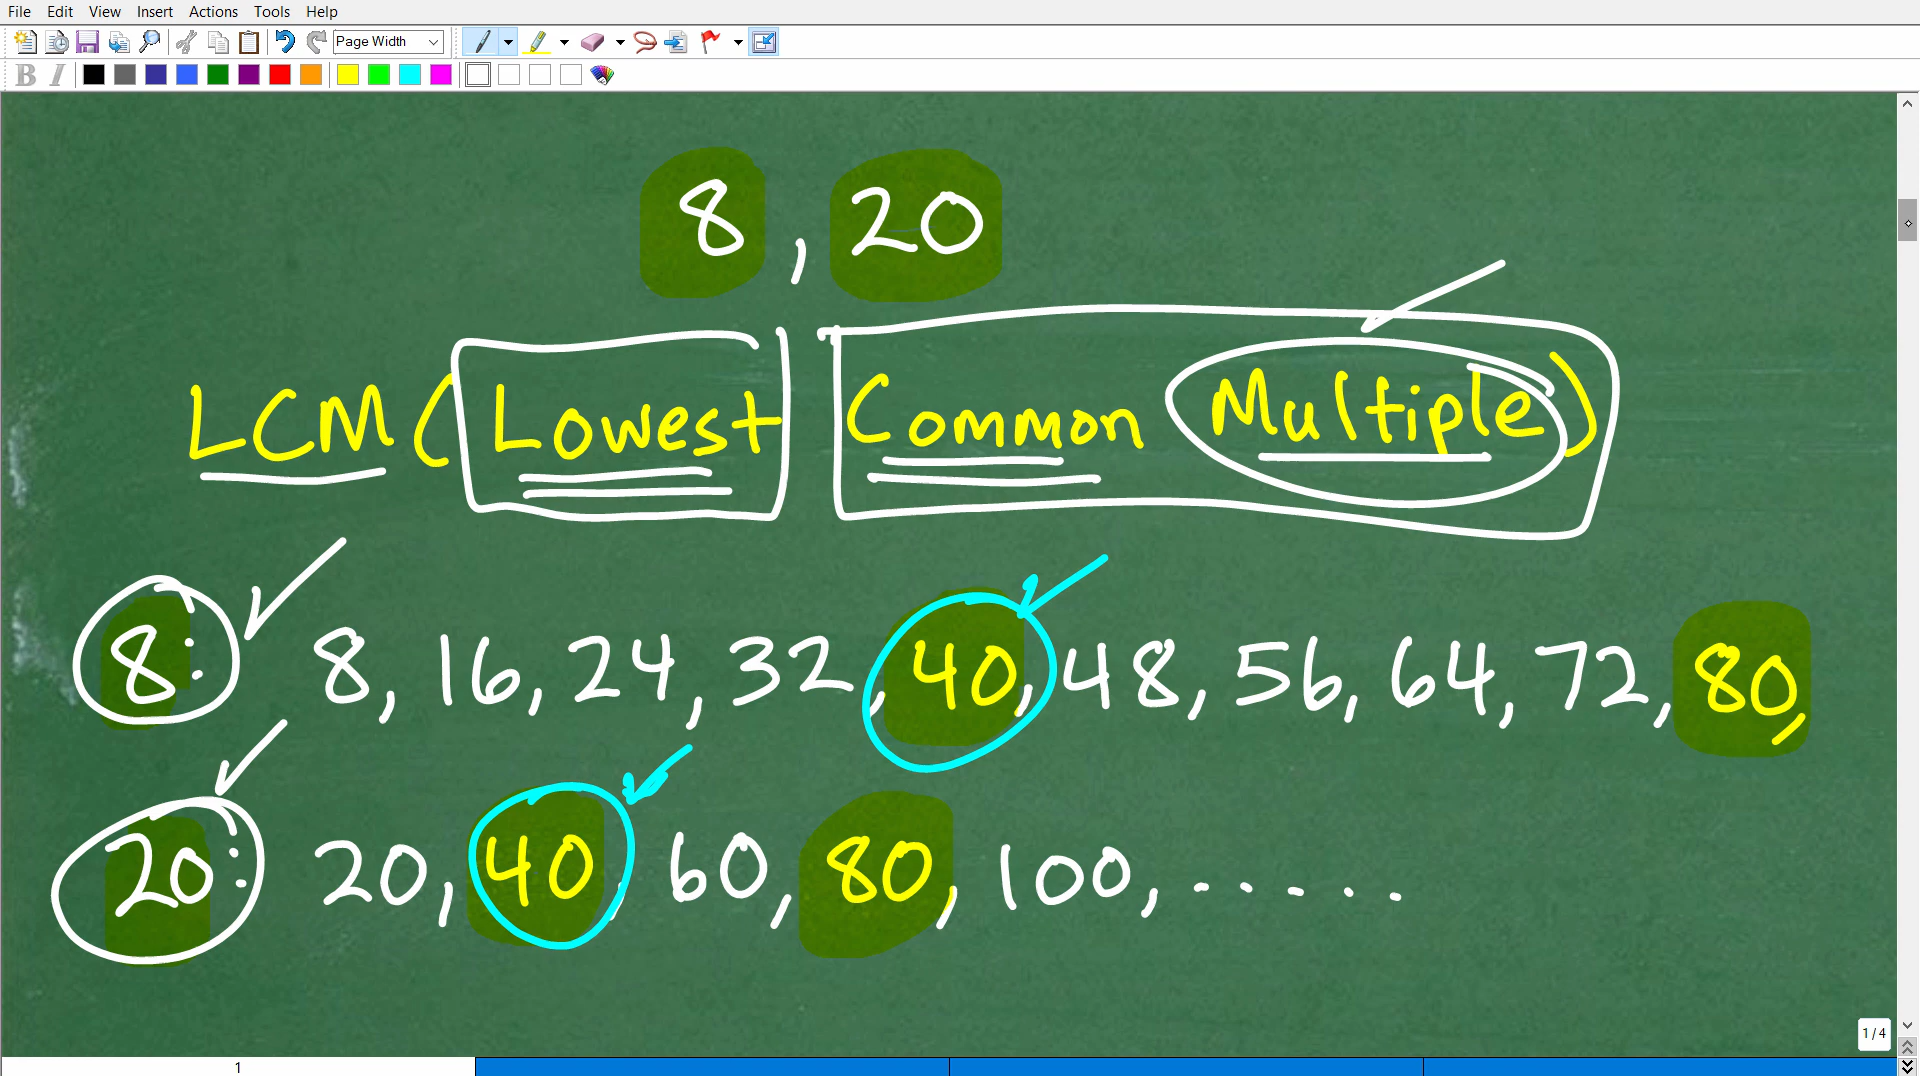 File Edit View Insert Actions Tools Help
Page Width
B I
8, 20
LCM (Lowest Common Multiple)
8: 8, 16, 24, 32, 40, 48, 56, 64, 72, 80,
20: 20, 40, 60, 80, 100, .....
1 / 4
1